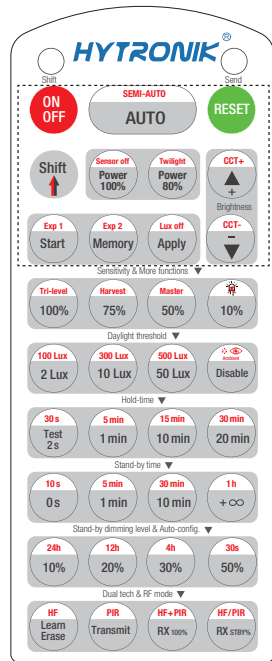 HYTRONIK®
Shift Send
ON OFF
SEMI-AUTO
AUTO
RESET
Shift
Sensor off Twilight CCT+
Power 100% Power 80% +
Brightness
Exp 1 Exp 2 Lux off CCT-
Start Memory Apply −
Sensitivity & More functions ▼
Tri-level Harvest Master
100% 75% 50% 10%
Daylight threshold ▼
100 Lux 300 Lux 500 Lux Ambient
2 Lux 10 Lux 50 Lux Disable
Hold-time ▼
30 s 5 min 15 min 30 min
Test 2 s 1 min 10 min 20 min
Stand-by time ▼
10 s 5 min 30 min 1 h
0 s 1 min 10 min +∞
Stand-by dimming level & Auto-config. ▼
24h 12h 4h 30s
10% 20% 30% 50%
Dual tech & RF mode ▼
HF PIR HF+PIR HF/PIR
Learn Erase Transmit RX 100% RX STBY%